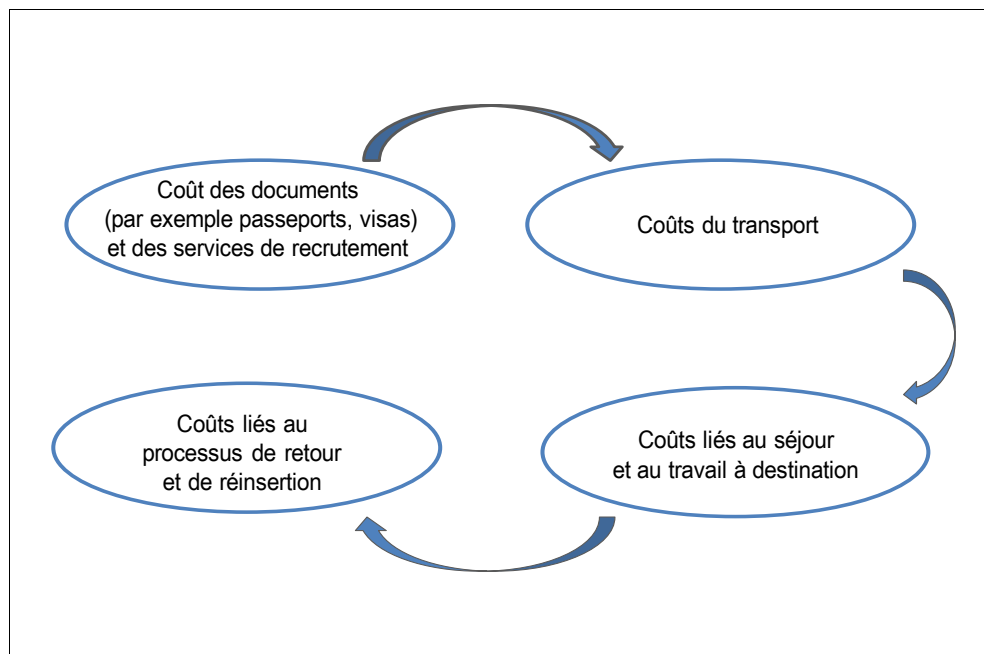 Coût des documents
(par exemple passeports, visas)
et des services de recrutement
Coûts du transport
Coûts liés au séjour
et au travail à destination
Coûts liés au
processus de retour
et de réinsertion